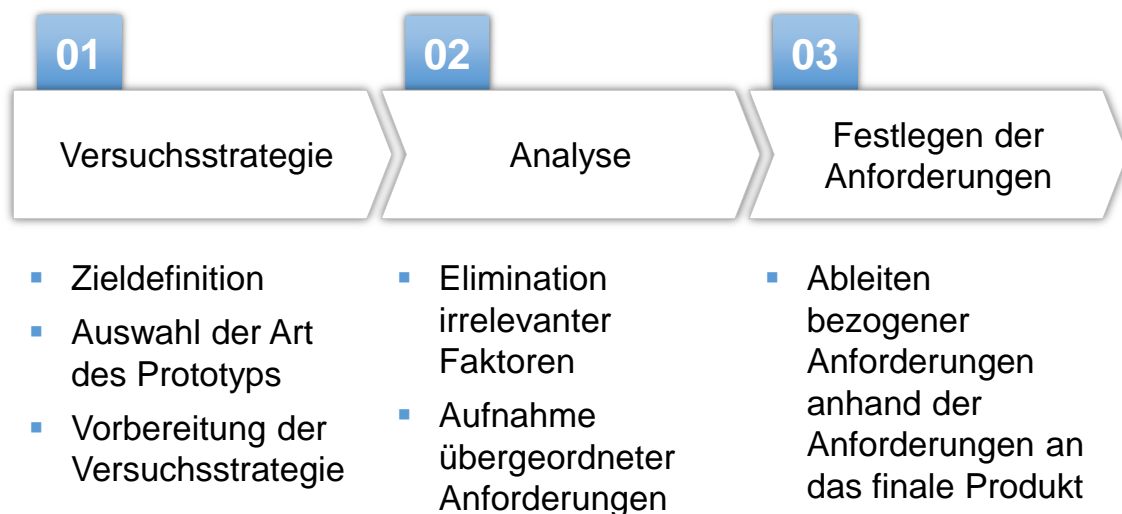 01
Versuchsstrategie
Zieldefinition
Auswahl der Art
des Prototyps
Vorbereitung der
Versuchsstrategie
02
Analyse
Elimination
irrelevanter
Faktoren
Aufnahme
übergeordneter
Anforderungen
03
Festlegen der
Anforderungen
Ableiten
bezogener
Anforderungen
anhand der
Anforderungen an
das finale Produkt